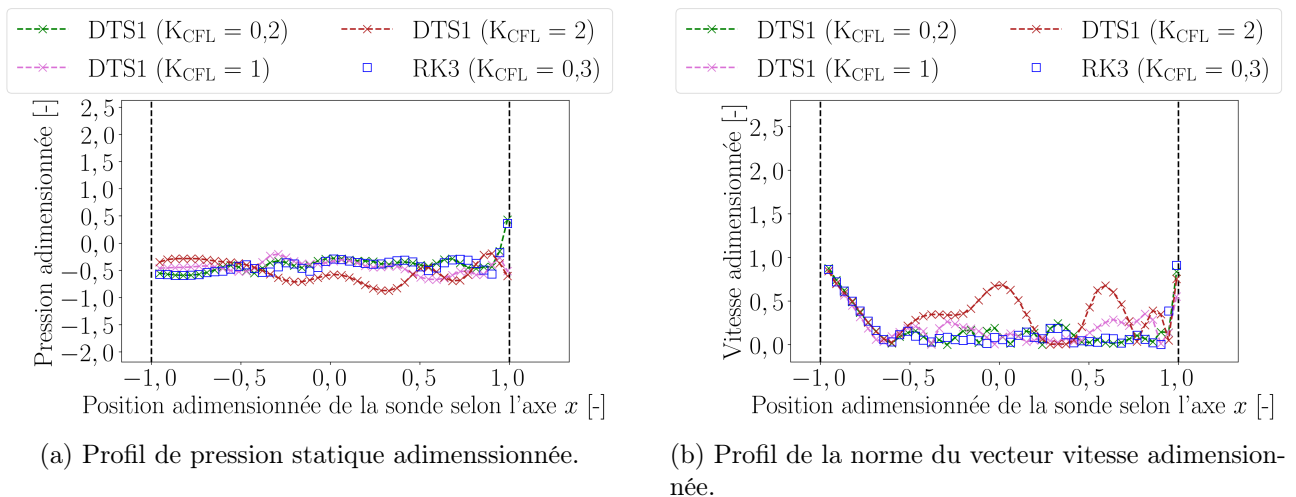 DTS1 (K_CFL = 0,2)
DTS1 (K_CFL = 2)
DTS1 (K_CFL = 1)
RK3 (K_CFL = 0,3)
Pression adimensionnée [-]
2,5
2,0
1,5
1,0
0,5
0,0
−0,5
−1,0
−1,5
−2,0
−1,0 −0,5 0,0 0,5 1,0
Position adimensionnée de la sonde selon l'axe x [-]
(a) Profil de pression statique adimenssionnée.
DTS1 (K_CFL = 0,2)
DTS1 (K_CFL = 2)
DTS1 (K_CFL = 1)
RK3 (K_CFL = 0,3)
Vitesse adimensionnée [-]
2,5
2,0
1,5
1,0
0,5
0,0
−1,0 −0,5 0,0 0,5 1,0
Position adimensionnée de la sonde selon l'axe x [-]
(b) Profil de la norme du vecteur vitesse adimension-
née.